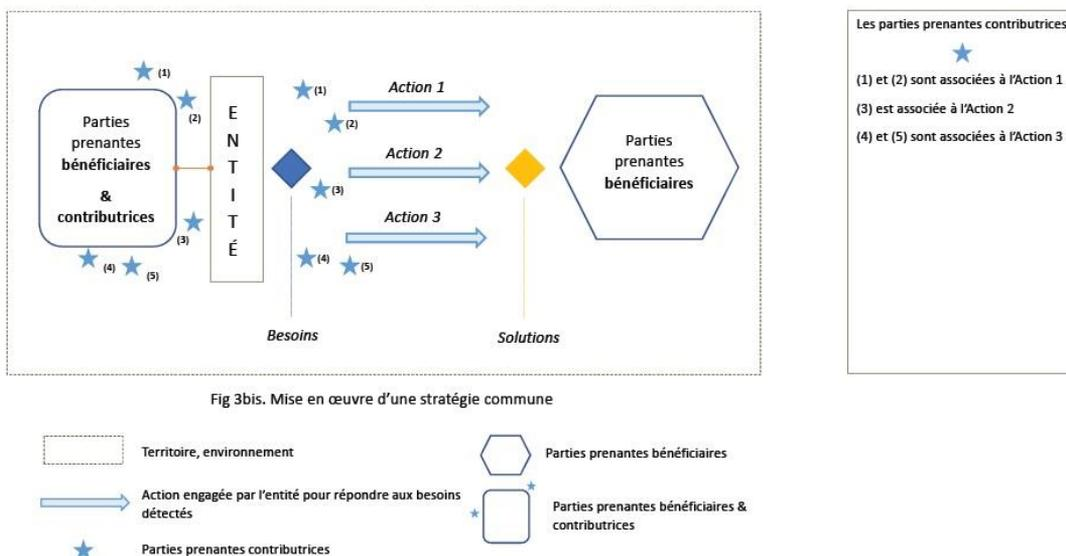 (1)
(2)
Parties
prenantes
bénéficiaires
&
contributrices
(3)
(4)
(5)
E
N
T
I
T
É
(1)
(2)
(3)
(4)
(5)
Action 1
Action 2
Action 3
Besoins
Solutions
Parties
prenantes
bénéficiaires
Les parties prenantes contributrices
(1) et (2) sont associées à l'Action 1
(3) est associée à l'Action 2
(4) et (5) sont associées à l'Action 3
Fig 3bis. Mise en œuvre d'une stratégie commune
Territoire, environnement
Action engagée par l'entité pour répondre aux besoins
détectés
Parties prenantes contributrices
Parties prenantes bénéficiaires
Parties prenantes bénéficiaires &
contributrices